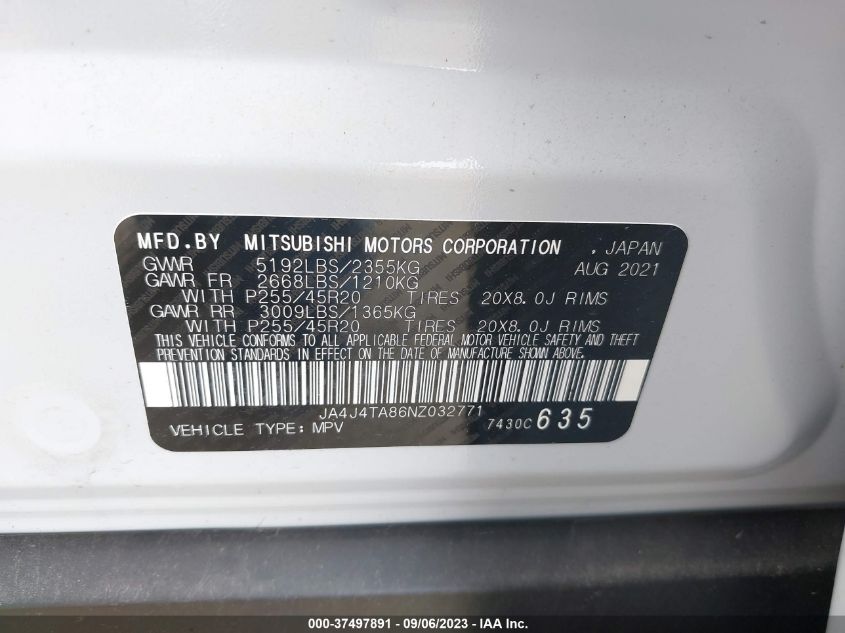 MFD.BY MITSUBISHI MOTORS CORPORATION . JAPAN
GVWR 5192LBS/2355KG AUG 2021
GAWR FR 2668LBS/1210KG
WITH P255/45R20 TIRES 20X8.0J RIMS
GAWR RR 3009LBS/1365KG
WITH P255/45R20 TIRES 20X8.0J RIMS
THIS VEHICLE CONFORMS TO ALL APPLICABLE FEDERAL MOTOR VEHICLE SAFETY AND THEFT
PREVENTION STANDARDS IN EFFECT ON THE DATE OF MANUFACTURE SHOWN ABOVE.
JA4J4TA86NZ032771
VEHICLE TYPE: MPV 7430C 635
000-37497891 - 09/06/2023 - IAA Inc.